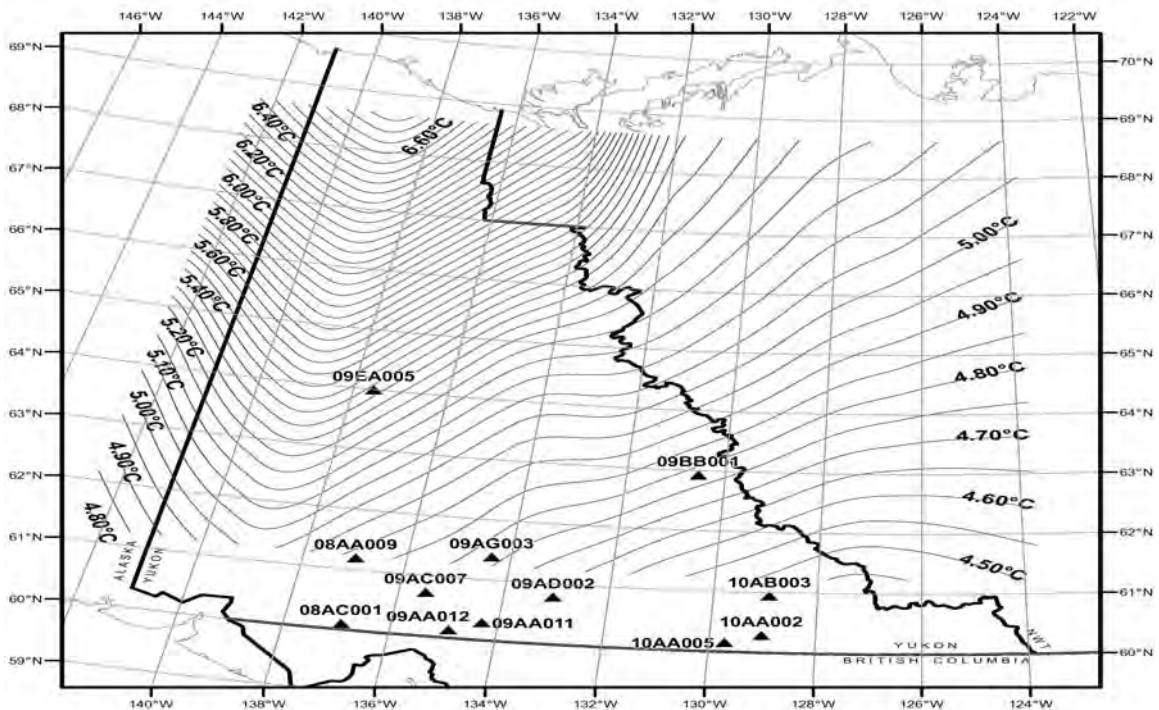 146°W 142°W 140°W 138°W 136°W 134°W 132°W 130°W 128°W 126°W 124°W 122°W
69°N
70°N
68°N
69°N
6.40°C
6.60°C
6.20°C
67°N
68°N
6.00°C
66°N
67°N
5.80°C
5.00°C
5.60°C
65°N
66°N
5.40°C
4.90°C
64°N
65°N
5.20°C
5.10°C
09EA005
4.80°C
63°N
64°N
5.00°C
4.70°C
62°N
63°N
4.90°C
09BB001
4.60°C
4.80°C
61°N
62°N
ALASKA
YUKON
08AA009
09AG003
4.50°C
09AC007
09AD002
10AB003
60°N
61°N
08AC001
09AA012
09AA011
10AA002
10AA005
YUKON
NWT
BRITISH COLUMBIA
59°N
60°N
140°W 138°W 136°W 134°W 132°W 130°W 128°W 126°W 124°W